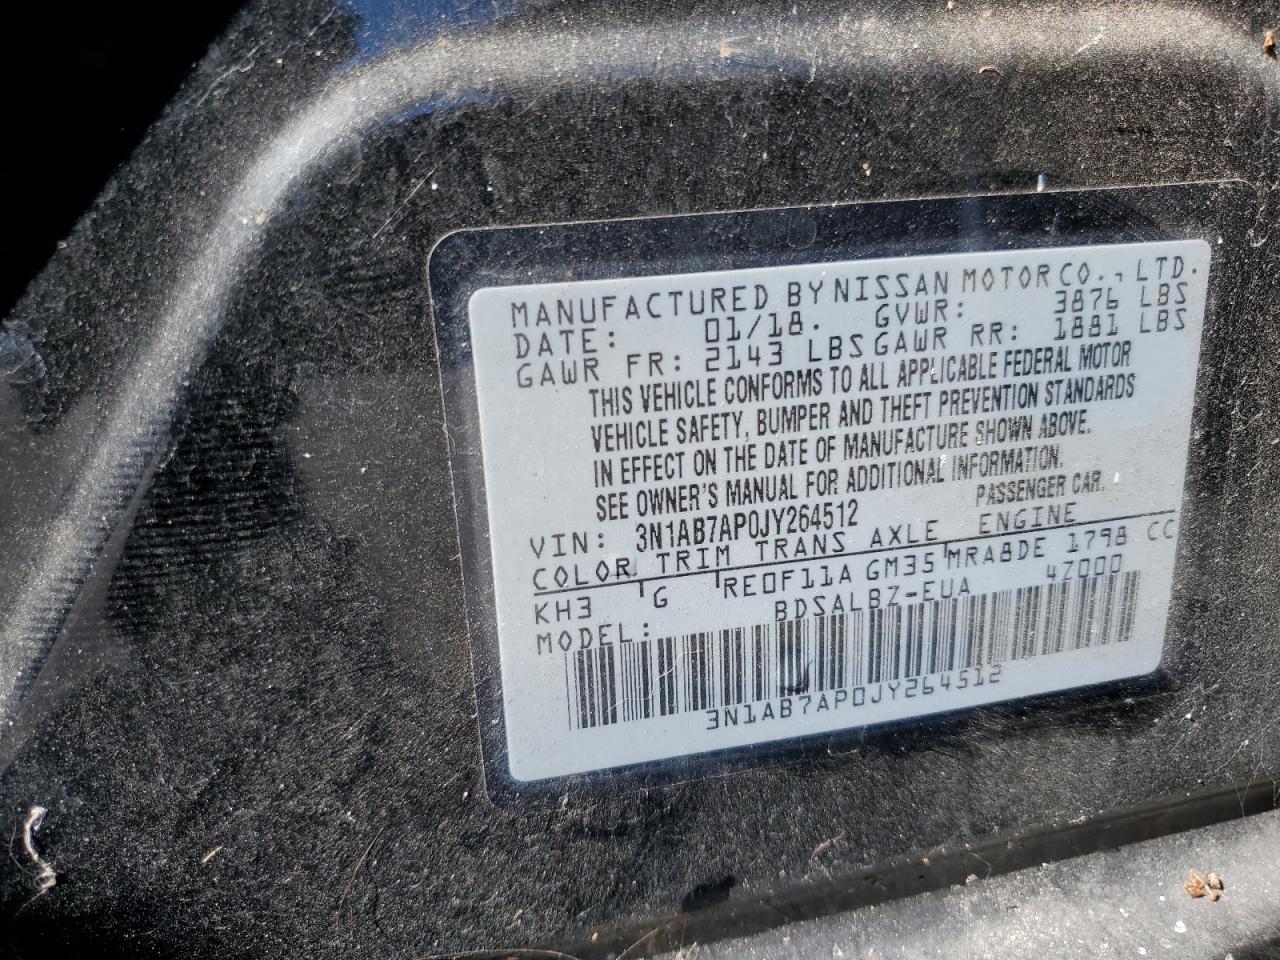 MANUFACTURED BY NISSAN MOTOR CO., LTD.
DATE: 01/18. GVWR: 3876 LBS
GAWR FR: 2143 LBS GAWR RR: 1881 LBS
THIS VEHICLE CONFORMS TO ALL APPLICABLE FEDERAL MOTOR
VEHICLE SAFETY, BUMPER AND THEFT PREVENTION STANDARDS
IN EFFECT ON THE DATE OF MANUFACTURE SHOWN ABOVE.
SEE OWNER'S MANUAL FOR ADDITIONAL INFORMATION.
VIN: 3N1AB7AP0JY264512 PASSENGER CAR.
COLOR TRIM TRANS AXLE ENGINE
KH3 G RE0F11A GM35 MRA8DE 1798 CC
MODEL: BDSALBZ-EUA 4Z000
3N1AB7AP0JY264512